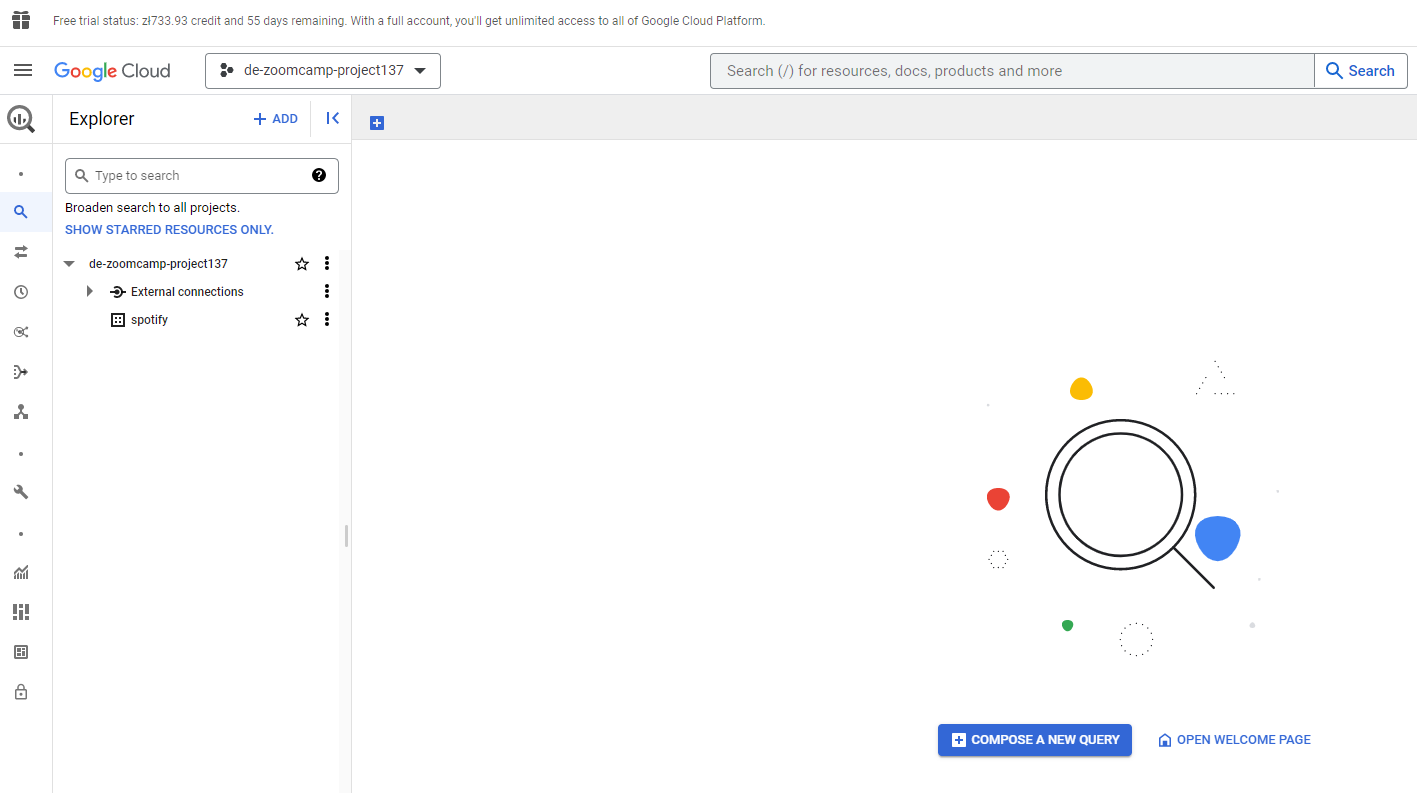 Free trial status: zł733.93 credit and 55 days remaining. With a full account, you'll get unlimited access to all of Google Cloud Platform.
Google Cloud
de-zoomcamp-project137
Search (/) for resources, docs, products and more
Search
Explorer
ADD
Type to search
Broaden search to all projects.
SHOW STARRED RESOURCES ONLY.
de-zoomcamp-project137
External connections
spotify
COMPOSE A NEW QUERY
OPEN WELCOME PAGE